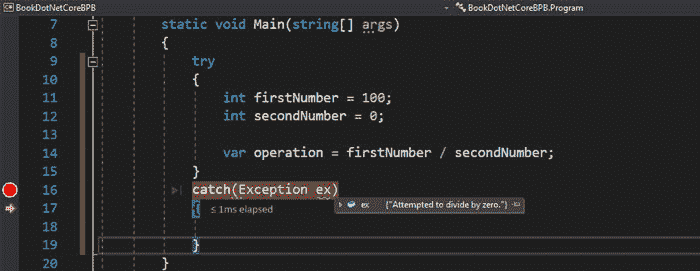 BookDotNetCoreBPB BookDotNetCoreBPB.Program
7 static void Main(string[] args)
8 {
9 try
10 {
11 int firstNumber = 100;
12 int secondNumber = 0;
13
14 var operation = firstNumber / secondNumber;
15 }
16 catch(Exception ex)
17 { ≤ 1ms elapsed ex {"Attempted to divide by zero."}
18
19 }
20 }